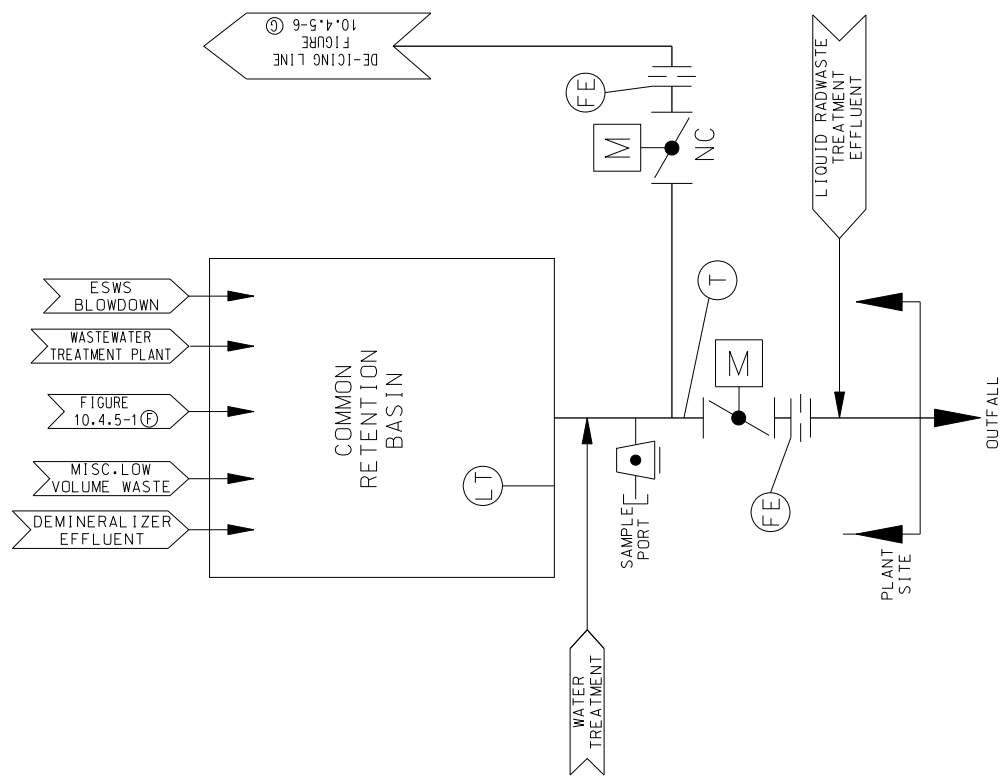 DE-ICING LINE
FIGURE
10.4.5-6 G
FE
M
NC
LIQUID RADWASTE
TREATMENT
EFFLUENT
ESWS
BLOWDOWN
WASTEWATER
TREATMENT PLANT
FIGURE
10.4.5-1 F
MISC.LOW
VOLUME WASTE
DEMINERALIZER
EFFLUENT
COMMON
RETENTION
BASIN
LT
T
M
FE
SAMPLE
PORT
WATER
TREATMENT
PLANT
SITE
OUTFALL